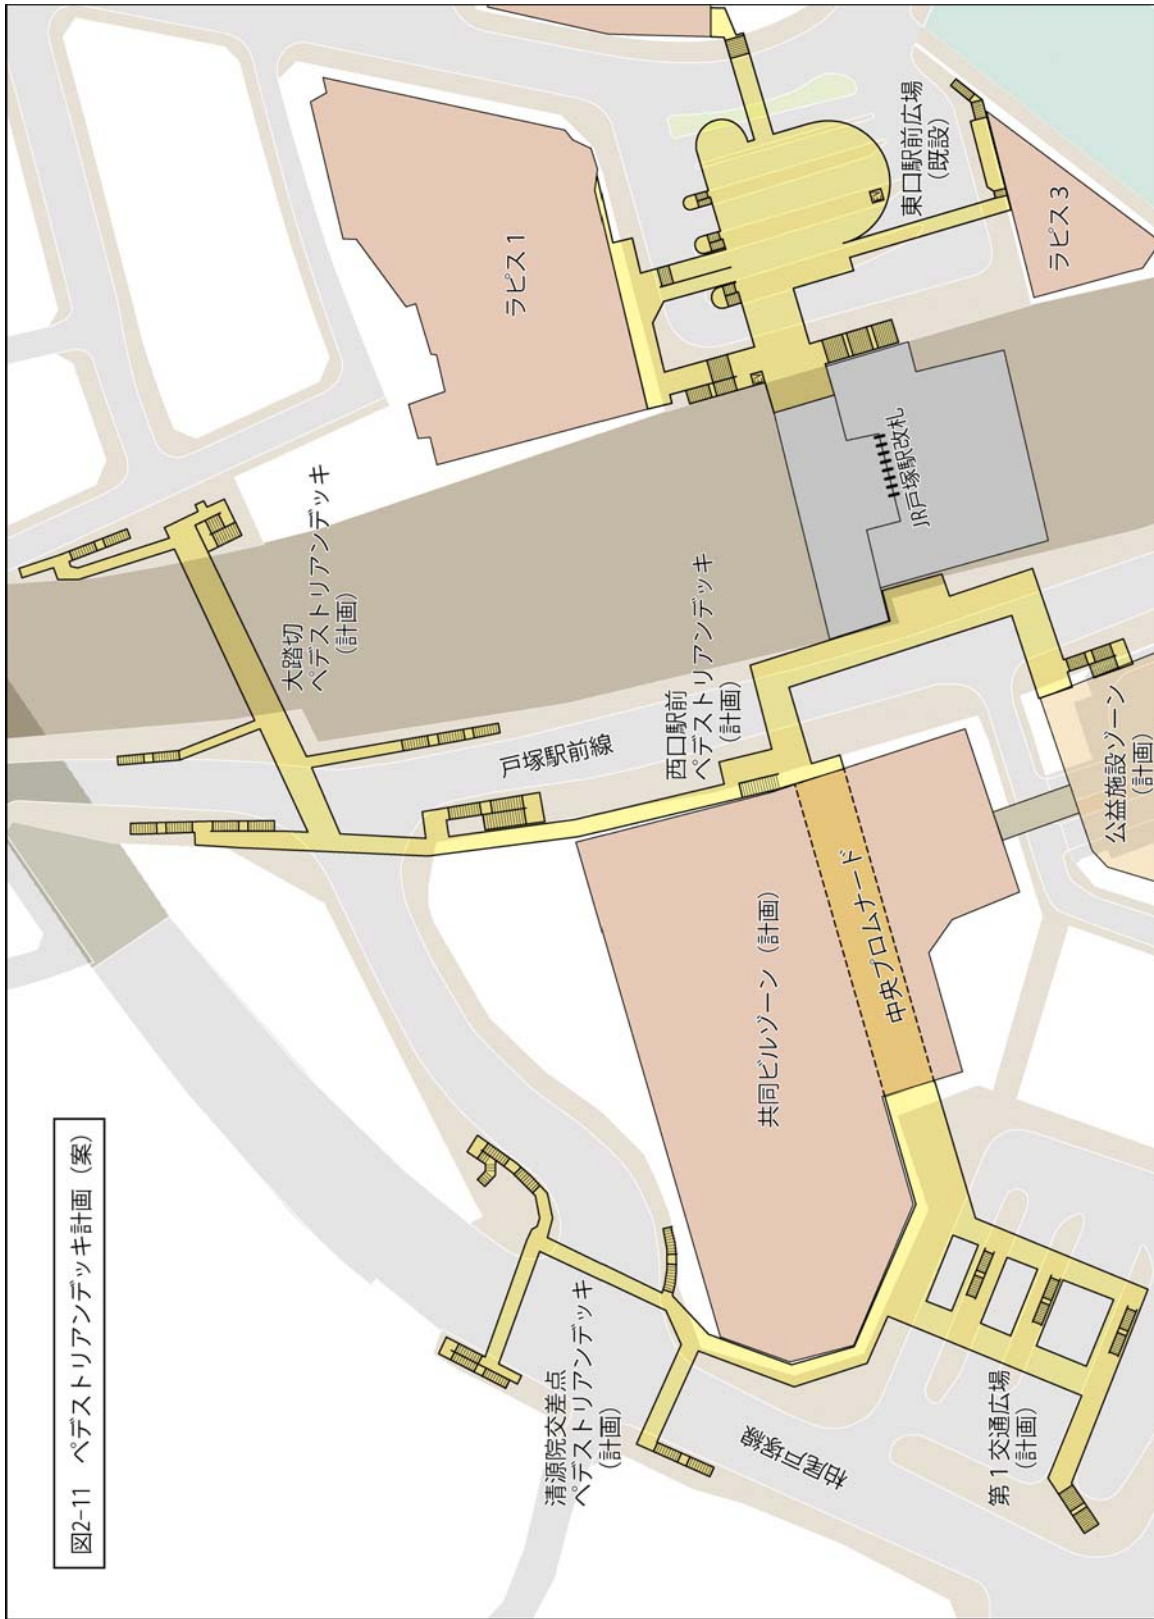 図2-11 ペデストリアンデッキ計画（案）
大踏切
ペデストリアンデッキ
（計画）
ラピス1
東口駅前広場
（既設）
ラピス3
JR戸塚駅改札
戸塚駅前線
西口駅前
ペデストリアンデッキ
（計画）
公益施設ゾーン
（計画）
共同ビルゾーン（計画）
中央プロムナード
清源院交差点
ペデストリアンデッキ
（計画）
柏尾戸塚線
第1交通広場
（計画）